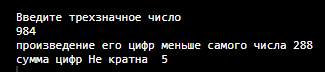 Введите трехзначное число
984
произведение его цифр меньше самого числа 288
сумма цифр Не кратна  5